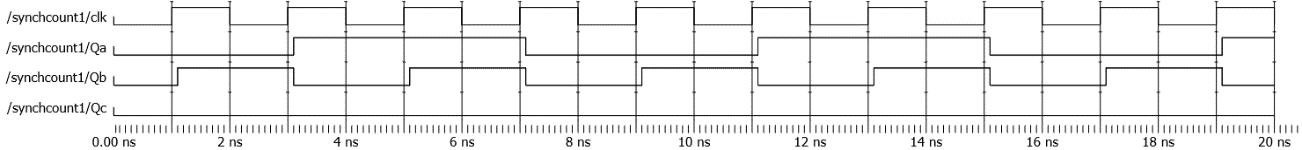 /synchcount1/clk
/synchcount1/Qa
/synchcount1/Qb
/synchcount1/Qc
0.00 ns 2 ns 4 ns 6 ns 8 ns 10 ns 12 ns 14 ns 16 ns 18 ns 20 ns